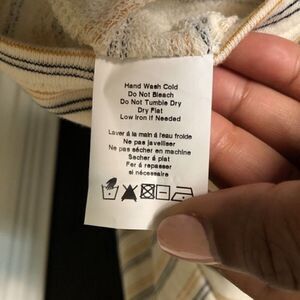 Hand Wash Cold
Do Not Bleach
Do Not Tumble Dry
Dry Flat
Low Iron if Needed
Laver à la main à l'eau froide
Ne pas javelliser
Ne pas sécher en machine
Sécher à plat
Fer à repasser
si nécessaire